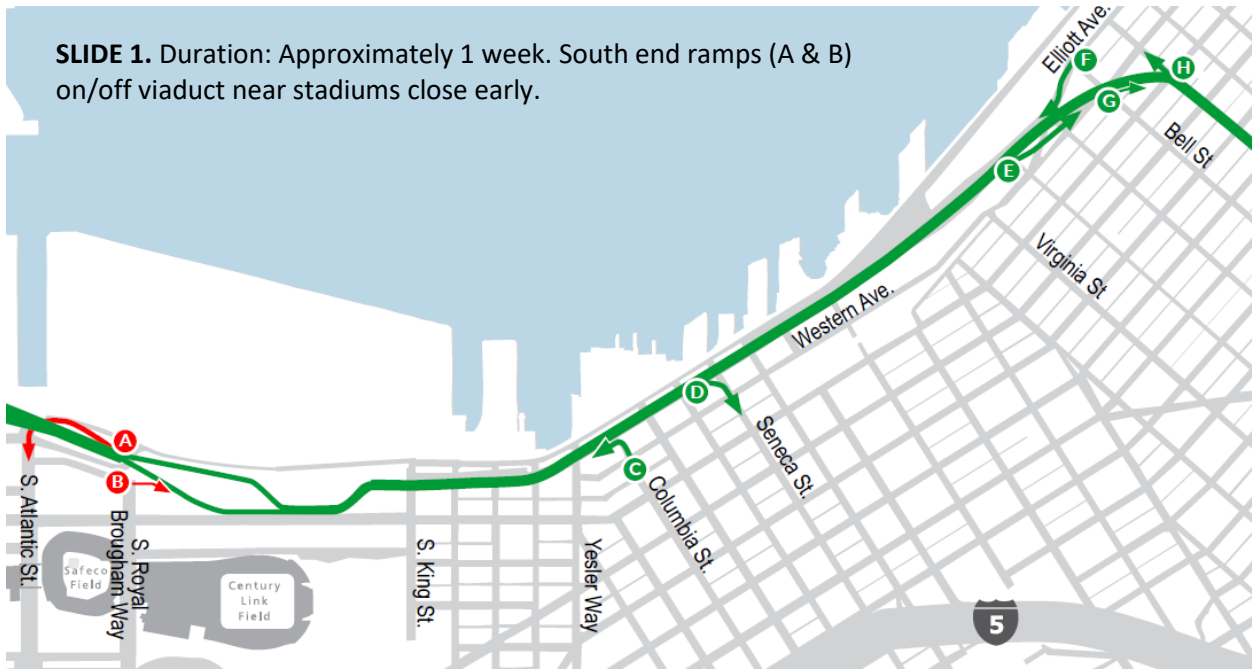 SLIDE 1. Duration: Approximately 1 week. South end ramps (A & B)
on/off viaduct near stadiums close early.
Elliott Ave.
F
H
G
Bell St
E
Virginia St
Western Ave.
D
Seneca St.
A
C
Columbia St.
B
S. Atlantic St.
S. Royal
Brougham Way
S. King St.
Yesler Way
Safeco
Field
Century
Link
Field
5